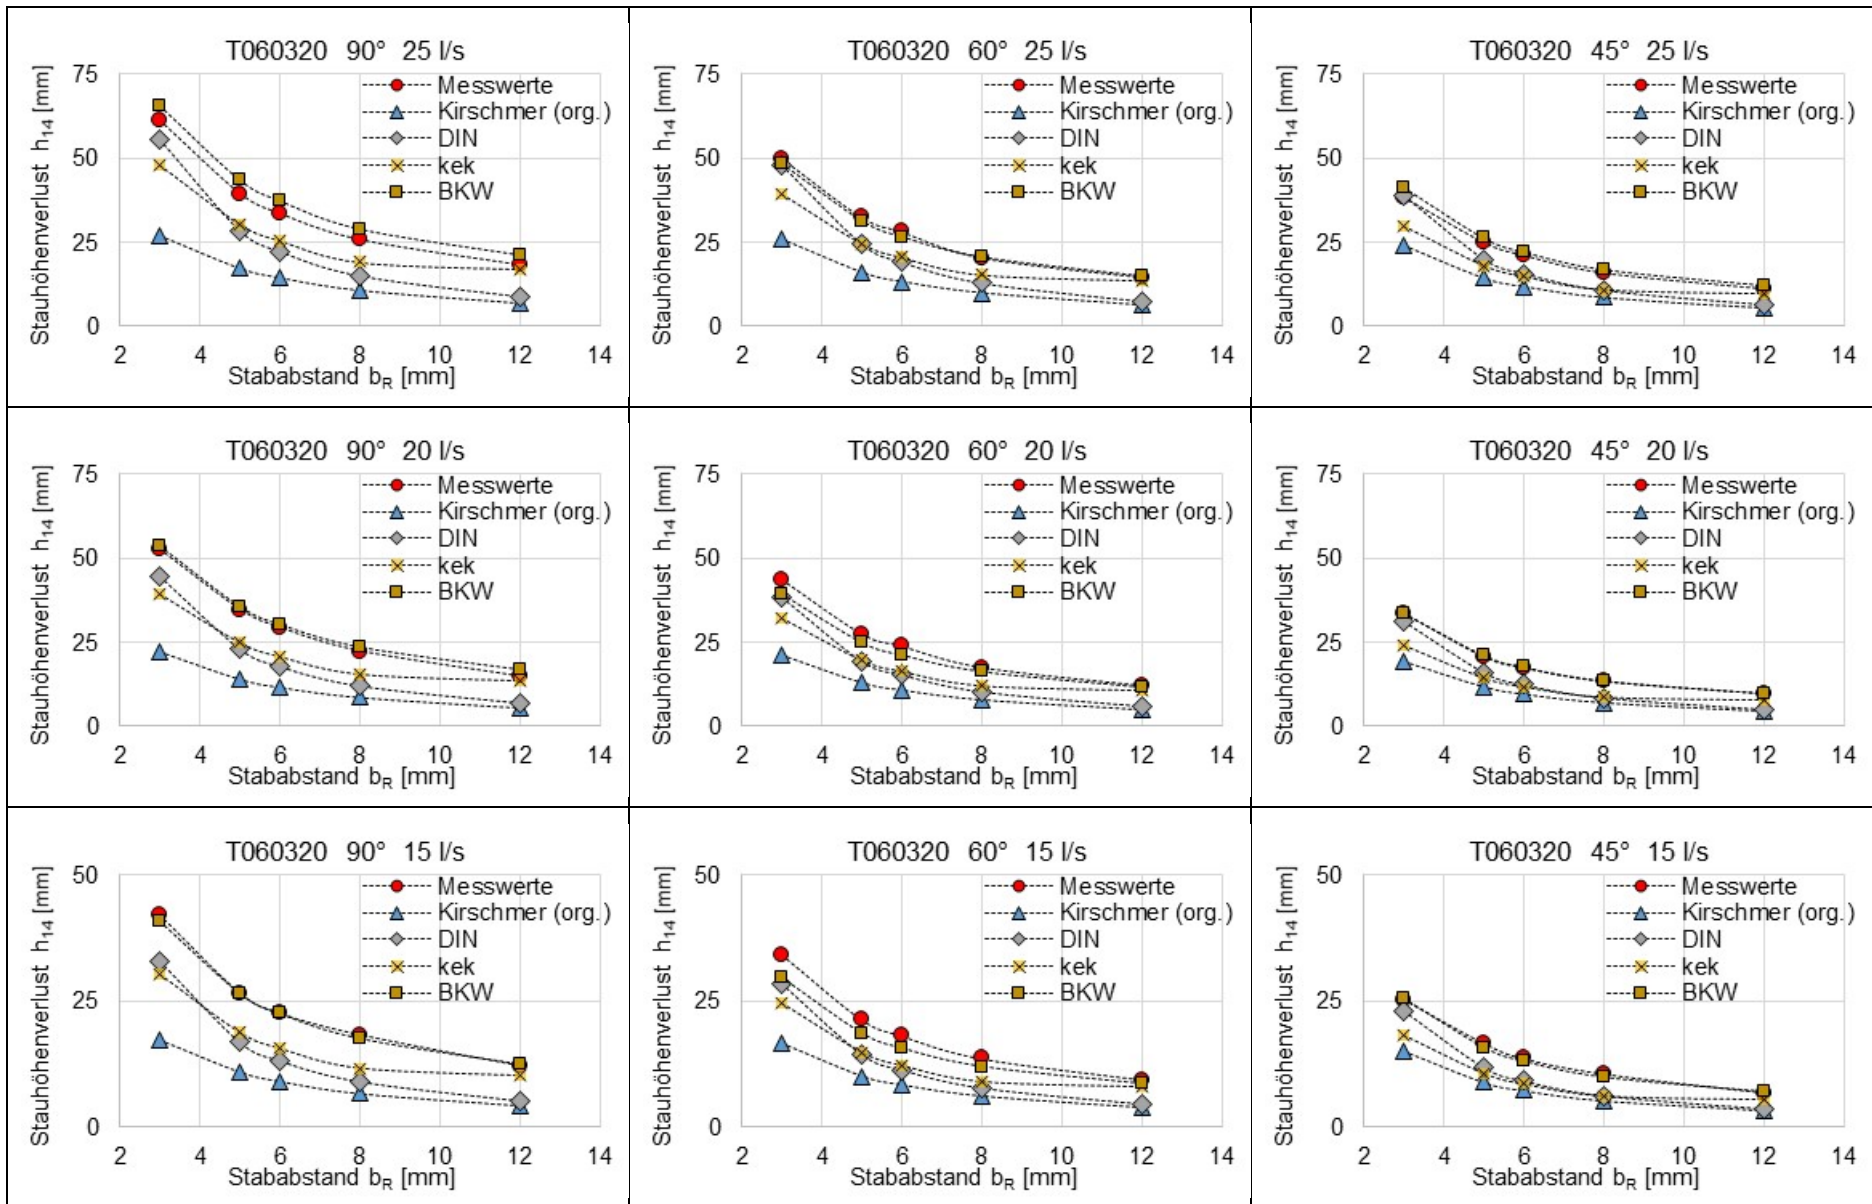 T060320 90° 25 l/s
Stauhöhenverlust h14 [mm]
75
50
25
0
Messwerte
Kirschmer (org.)
DIN
kek
BKW
2 4 6 8 10 12 14
Stababstand bR [mm]
T060320 60° 25 l/s
Stauhöhenverlust h14 [mm]
75
50
25
0
Messwerte
Kirschmer (org.)
DIN
kek
BKW
2 4 6 8 10 12 14
Stababstand bR [mm]
T060320 45° 25 l/s
Stauhöhenverlust h14 [mm]
75
50
25
0
Messwerte
Kirschmer (org.)
DIN
kek
BKW
2 4 6 8 10 12 14
Stababstand bR [mm]
T060320 90° 20 l/s
Stauhöhenverlust h14 [mm]
75
50
25
0
Messwerte
Kirschmer (org.)
DIN
kek
BKW
2 4 6 8 10 12 14
Stababstand bR [mm]
T060320 60° 20 l/s
Stauhöhenverlust h14 [mm]
75
50
25
0
Messwerte
Kirschmer (org.)
DIN
kek
BKW
2 4 6 8 10 12 14
Stababstand bR [mm]
T060320 45° 20 l/s
Stauhöhenverlust h14 [mm]
75
50
25
0
Messwerte
Kirschmer (org.)
DIN
kek
BKW
2 4 6 8 10 12 14
Stababstand bR [mm]
T060320 90° 15 l/s
Stauhöhenverlust h14 [mm]
50
25
0
Messwerte
Kirschmer (org.)
DIN
kek
BKW
2 4 6 8 10 12 14
Stababstand bR [mm]
T060320 60° 15 l/s
Stauhöhenverlust h14 [mm]
50
25
0
Messwerte
Kirschmer (org.)
DIN
kek
BKW
2 4 6 8 10 12 14
Stababstand bR [mm]
T060320 45° 15 l/s
Stauhöhenverlust h14 [mm]
50
25
0
Messwerte
Kirschmer (org.)
DIN
kek
BKW
2 4 6 8 10 12 14
Stababstand bR [mm]